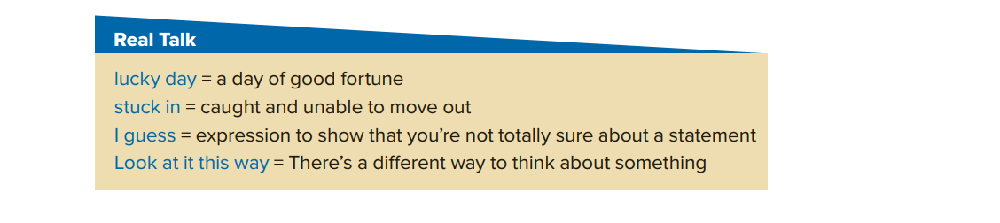 Real Talk
lucky day = a day of good fortune
stuck in = caught and unable to move out
I guess = expression to show that you’re not totally sure about a statement
Look at it this way = There’s a different way to think about something